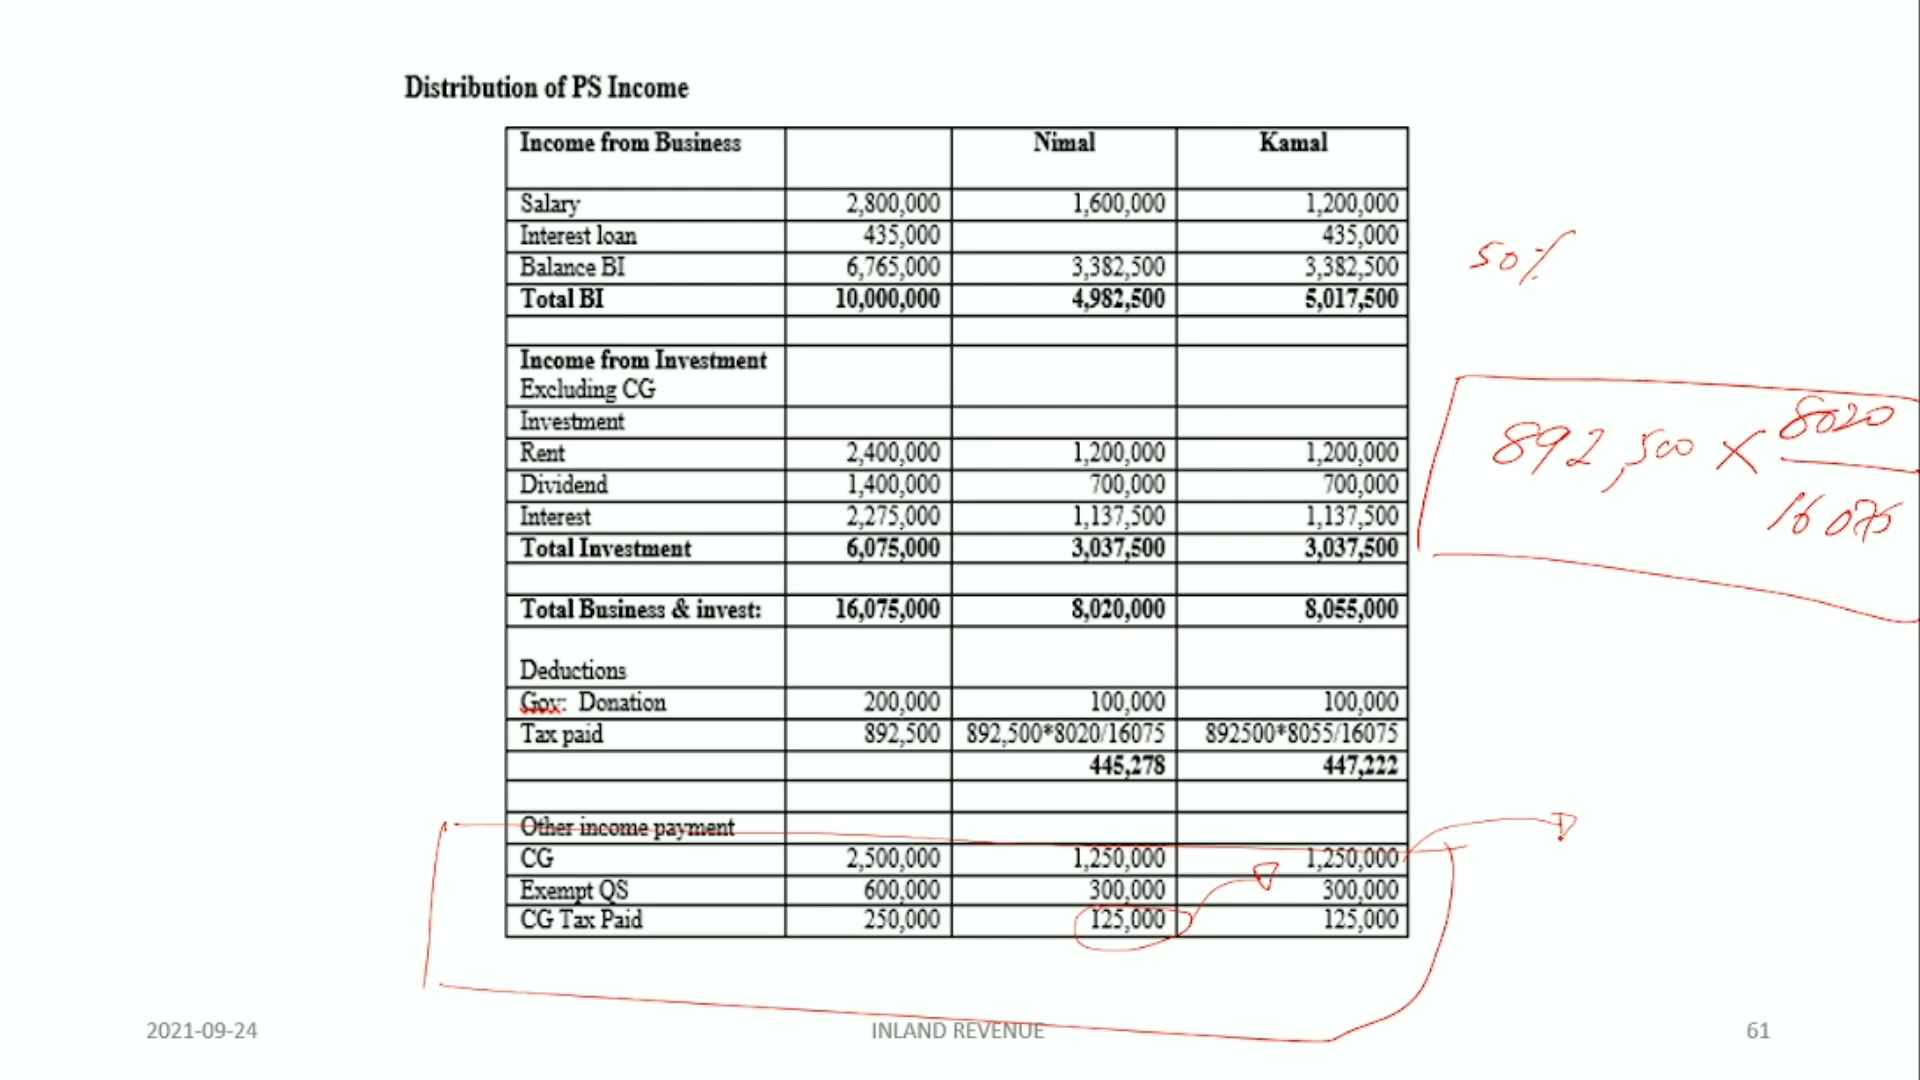 Distribution of PS Income
Income from Business Nimal Kamal
Salary 2,800,000 1,600,000 1,200,000
Interest loan 435,000 435,000
Balance BI 6,765,000 3,382,500 3,382,500
Total BI 10,000,000 4,982,500 5,017,500
Income from Investment
Excluding CG
Investment
Rent 2,400,000 1,200,000 1,200,000
Dividend 1,400,000 700,000 700,000
Interest 2,275,000 1,137,500 1,137,500
Total Investment 6,075,000 3,037,500 3,037,500
Total Business & invest: 16,075,000 8,020,000 8,055,000
Deductions
Gov: Donation 200,000 100,000 100,000
Tax paid 892,500 892,500*8020/16075 892500*8055/16075
445,278 447,222
Other income payment
CG 2,500,000 1,250,000 1,250,000
Exempt QS 600,000 300,000 300,000
CG Tax Paid 250,000 125,000 125,000
50%
892,500 × 8020
16075
2021-09-24 INLAND REVENUE 61